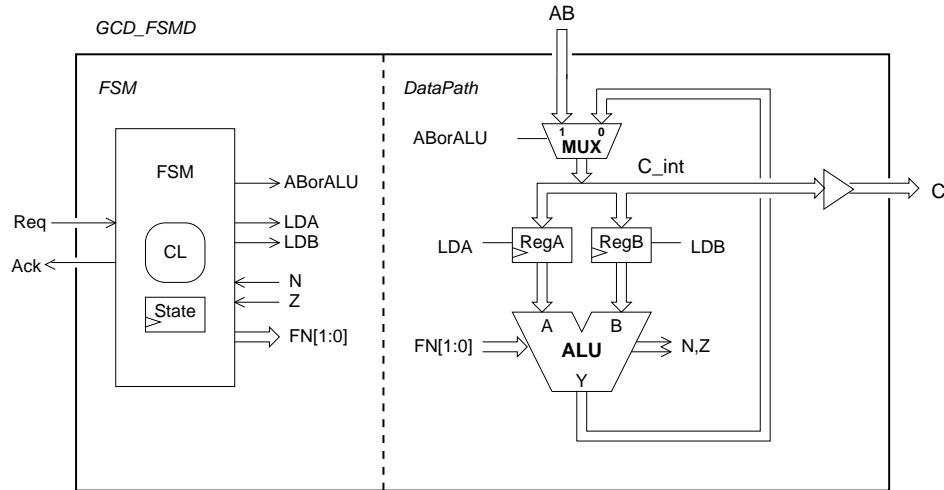 AB
GCD_FSMD
FSM
DataPath
1 0
MUX
ABorALU
FSM
C_int
ABorALU
C
Req
LDA
LDB
CL
LDA
RegA
RegB
LDB
Ack
N
Z
State
A
B
FN[1:0]
FN[1:0]
ALU
N,Z
Y